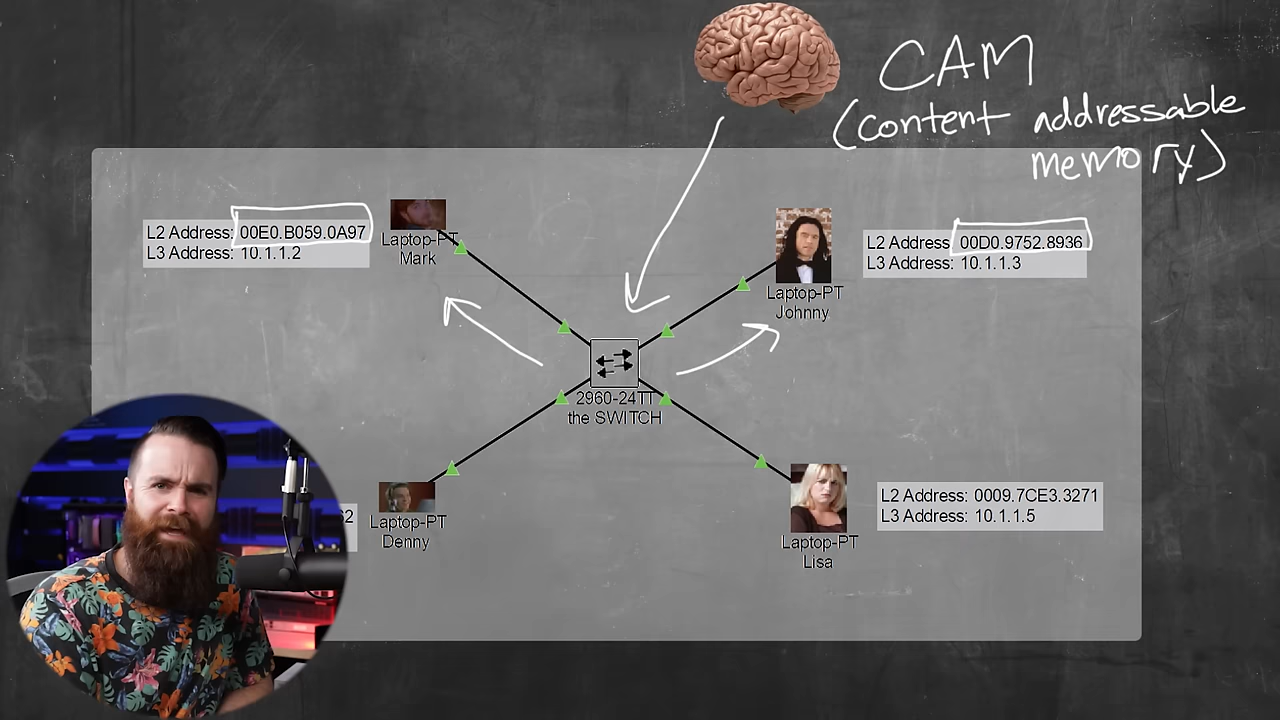 CAM
(content addressable
memory)
L2 Address: 00E0.B059.0A97
L3 Address: 10.1.1.2
Laptop-PT
Mark
L2 Address 00D0.9752.8936
L3 Address: 10.1.1.3
Laptop-PT
Johnny
2960-24TT
the SWITCH
Laptop-PT
Denny
Laptop-PT
Lisa
L2 Address: 0009.7CE3.3271
L3 Address: 10.1.1.5